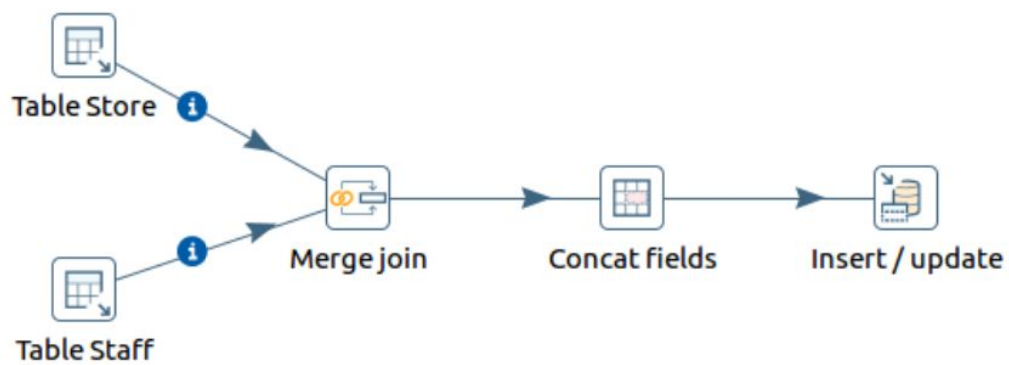 Table Store
Merge join
Concat fields
Insert / update
Table Staff